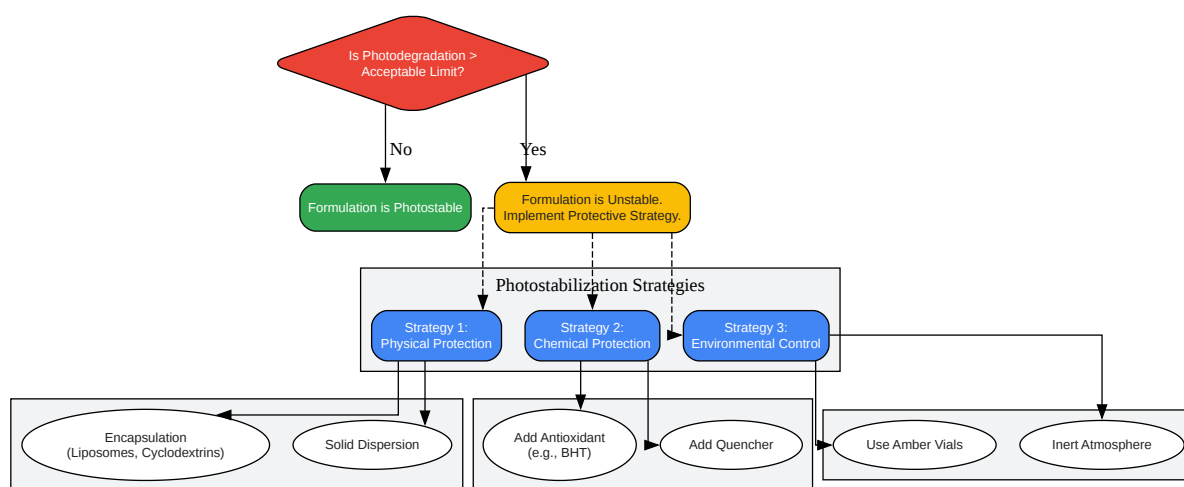 Is Photodegradation >
Acceptable Limit?
No
Yes
Formulation is Photostable
Formulation is Unstable.
Implement Protective Strategy.
Photostabilization Strategies
Strategy 1:
Physical Protection
Strategy 2:
Chemical Protection
Strategy 3:
Environmental Control
Encapsulation
(Liposomes, Cyclodextrins)
Solid Dispersion
Add Antioxidant
(e.g., BHT)
Add Quencher
Use Amber Vials
Inert Atmosphere